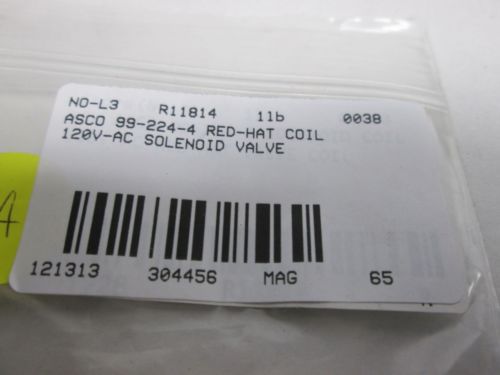 NO-L3 R11814 11b 0038
ASCO 99-224-4 RED-HAT COIL
120V-AC SOLENOID VALVE
121313 304456 MAG 65